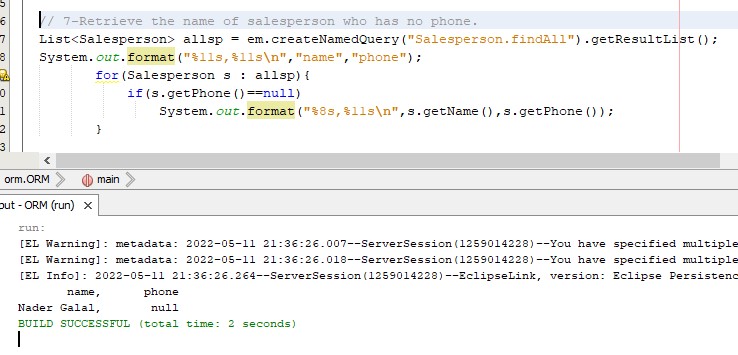 6 // 7-Retrieve the name of salesperson who has no phone.
7 List<Salesperson> allsp = em.createNamedQuery("Salesperson.findAll").getResultList();
8 System.out.format("%11s,%11s\n","name","phone");
for(Salesperson s : allsp){
0 if(s.getPhone()==null)
1 System.out.format("%8s,%11s\n",s.getName(),s.getPhone());
2 }
3
orm.ORM main
put - ORM (run) ×
run:
[EL Warning]: metadata: 2022-05-11 21:36:26.007--ServerSession(1259014228)--You have specified multiple
[EL Warning]: metadata: 2022-05-11 21:36:26.018--ServerSession(1259014228)--You have specified multiple
[EL Info]: 2022-05-11 21:36:26.264--ServerSession(1259014228)--EclipseLink, version: Eclipse Persistenc
name, phone
Nader Galal, null
BUILD SUCCESSFUL (total time: 2 seconds)